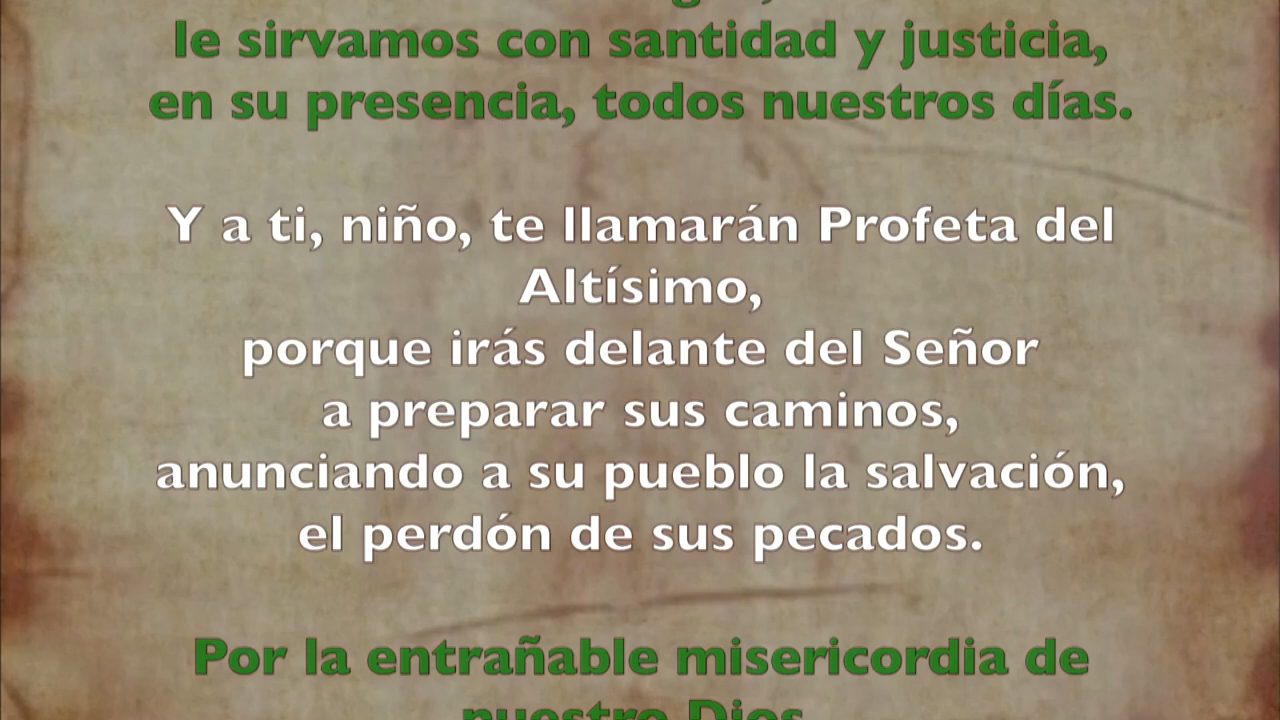 le sirvamos con santidad y justicia,
en su presencia, todos nuestros días.
Y a ti, niño, te llamarán Profeta del
Altísimo,
porque irás delante del Señor
a preparar sus caminos,
anunciando a su pueblo la salvación,
el perdón de sus pecados.
Por la entrañable misericordia de
nuestro Dios